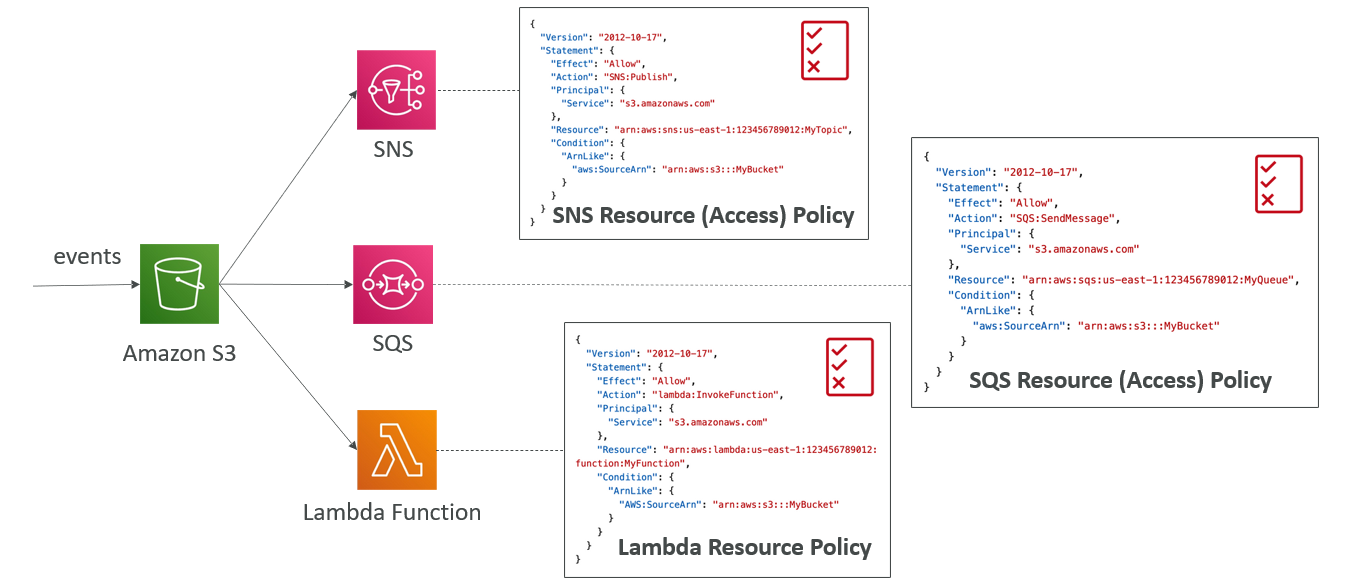 {
"Version": "2012-10-17",
"Statement": {
"Effect": "Allow",
"Action": "SNS:Publish",
"Principal": {
"Service": "s3.amazonaws.com"
},
"Resource": "arn:aws:sns:us-east-1:123456789012:MyTopic",
"Condition": {
"ArnLike": {
"aws:SourceArn": "arn:aws:s3:::MyBucket"
}
}
}
}
SNS Resource (Access) Policy
SNS
{
"Version": "2012-10-17",
"Statement": {
"Effect": "Allow",
"Action": "SQS:SendMessage",
"Principal": {
"Service": "s3.amazonaws.com"
},
"Resource": "arn:aws:sqs:us-east-1:123456789012:MyQueue",
"Condition": {
"ArnLike": {
"aws:SourceArn": "arn:aws:s3:::MyBucket"
}
}
}
}
SQS Resource (Access) Policy
events
Amazon S3
SQS
{
"Version": "2012-10-17",
"Statement": {
"Effect": "Allow",
"Action": "lambda:InvokeFunction",
"Principal": {
"Service": "s3.amazonaws.com"
},
"Resource": "arn:aws:lambda:us-east-1:123456789012:
function:MyFunction",
"Condition": {
"ArnLike": {
"AWS:SourceArn": "arn:aws:s3:::MyBucket"
}
}
}
}
Lambda Resource Policy
Lambda Function